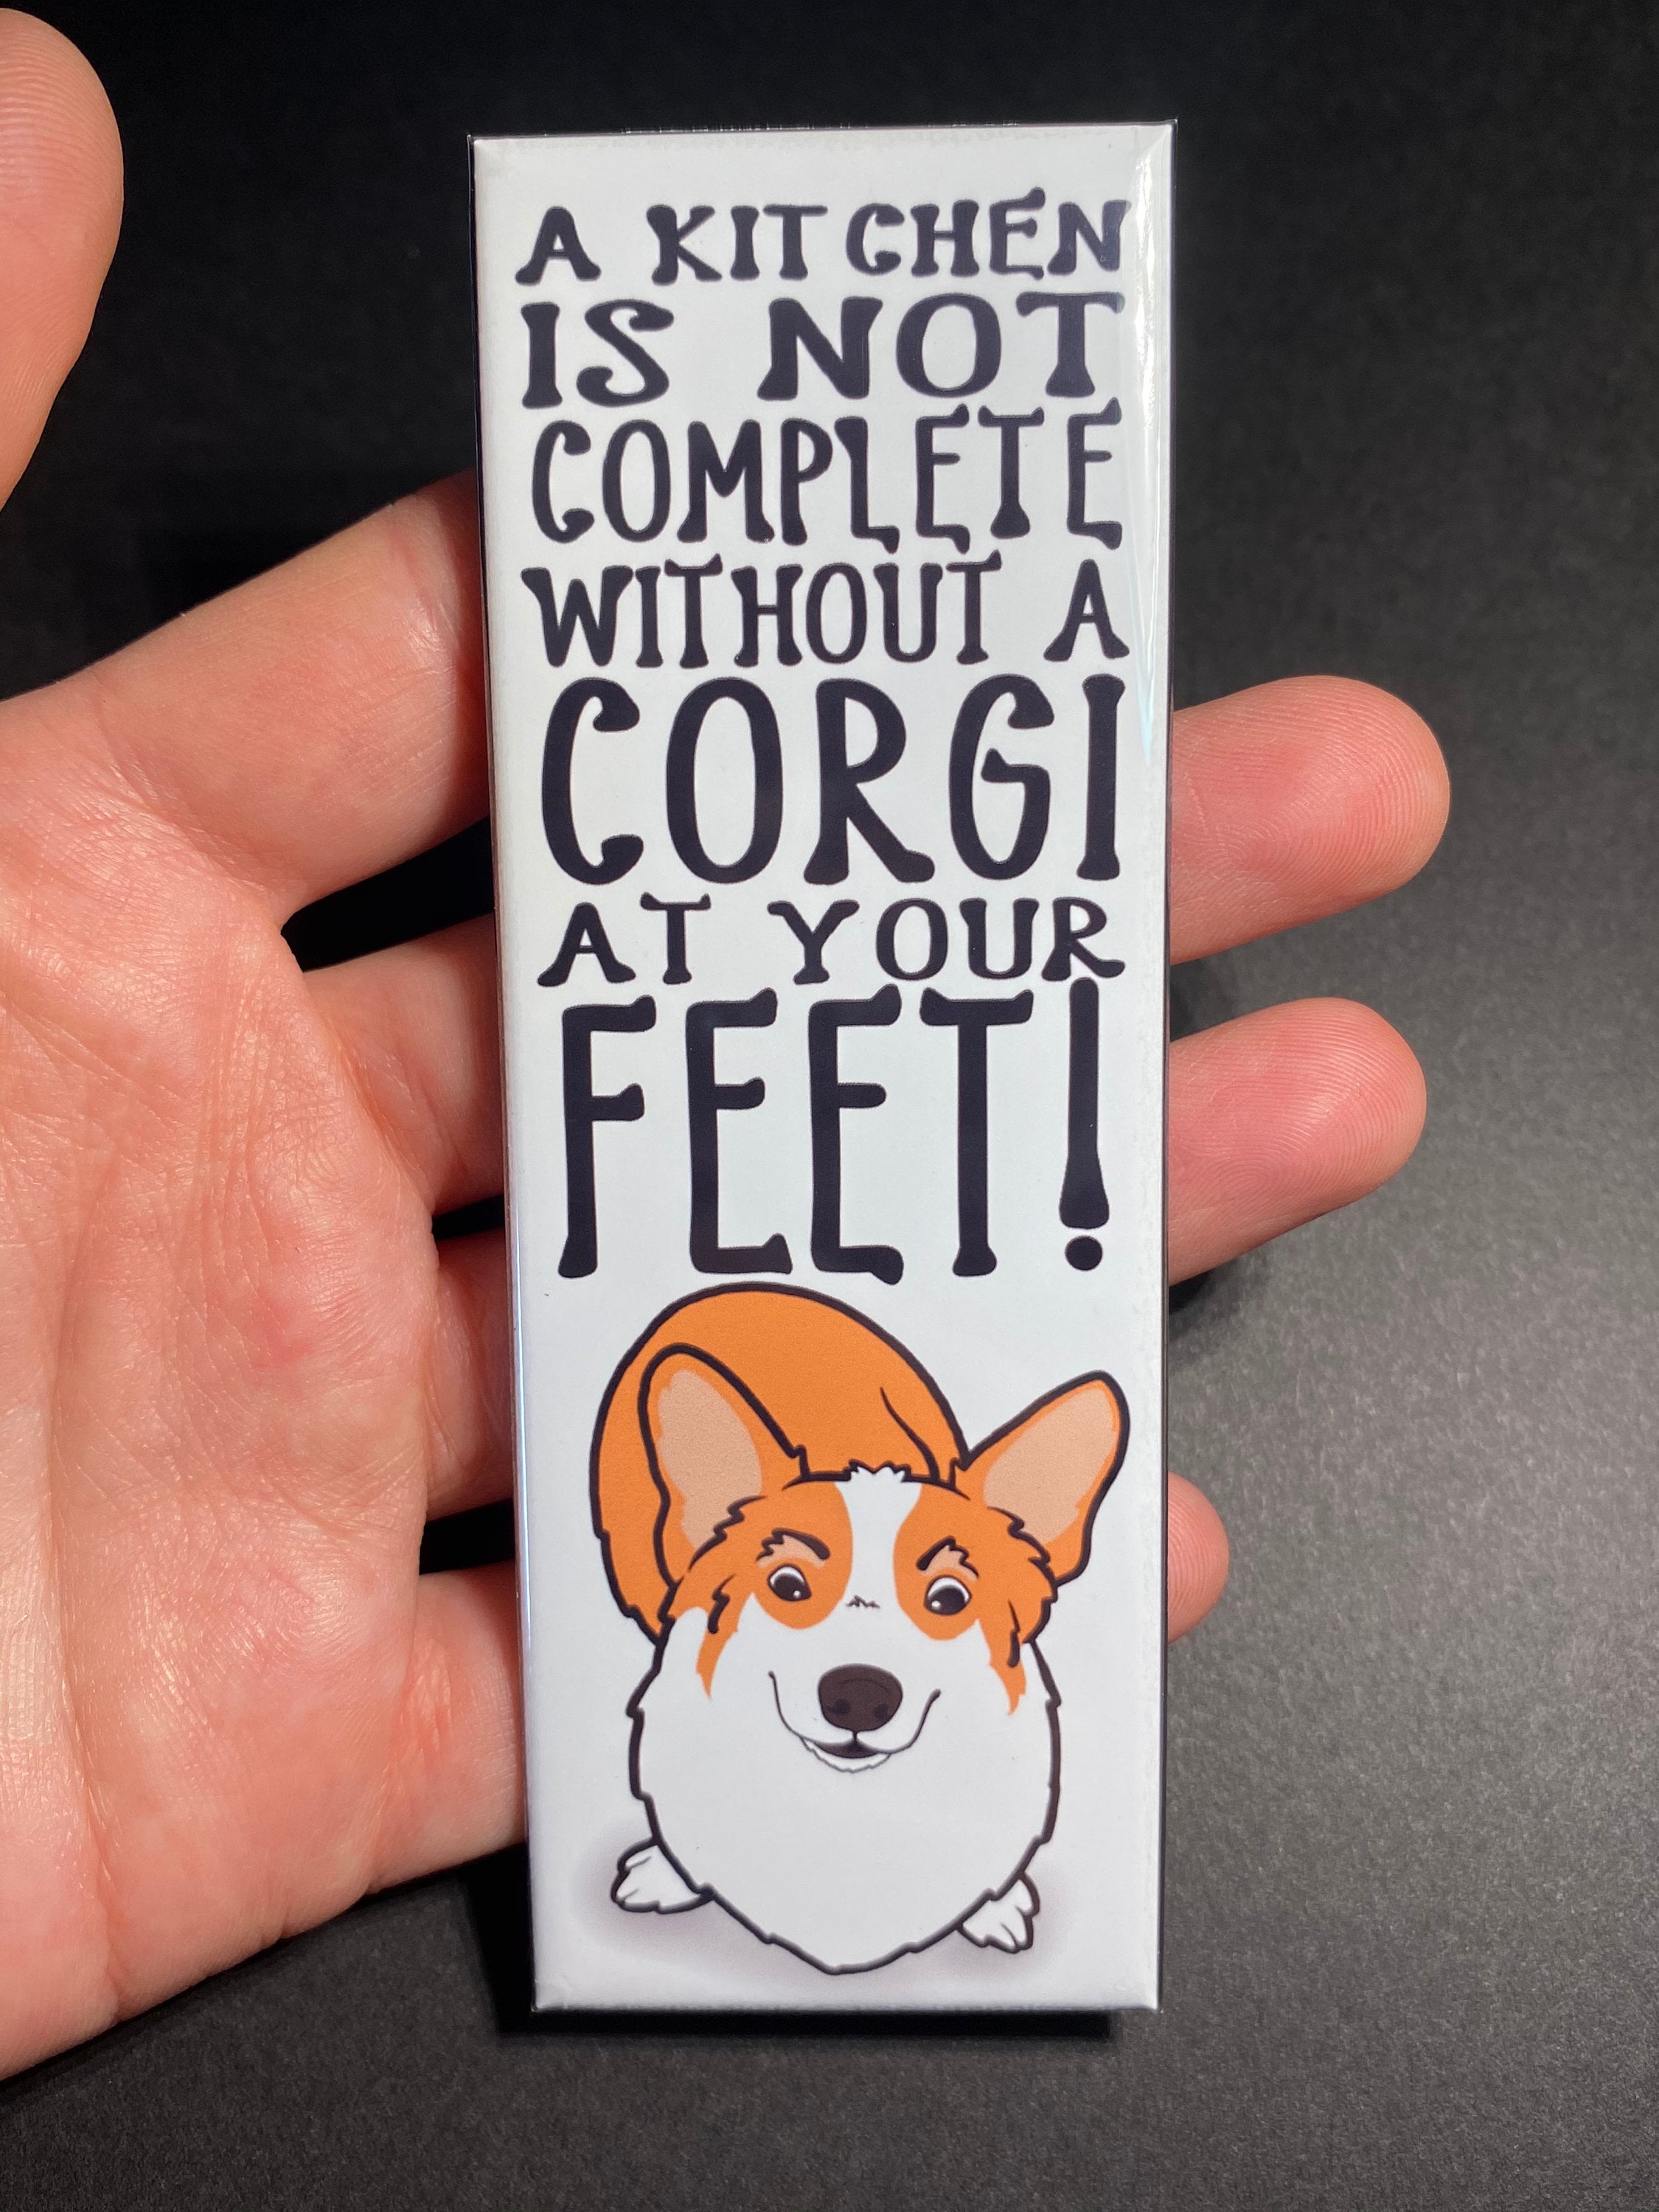 A KITCHEN
IS NOT
COMPLETE
WITHOUT A
CORGI
AT YOUR
FEET!